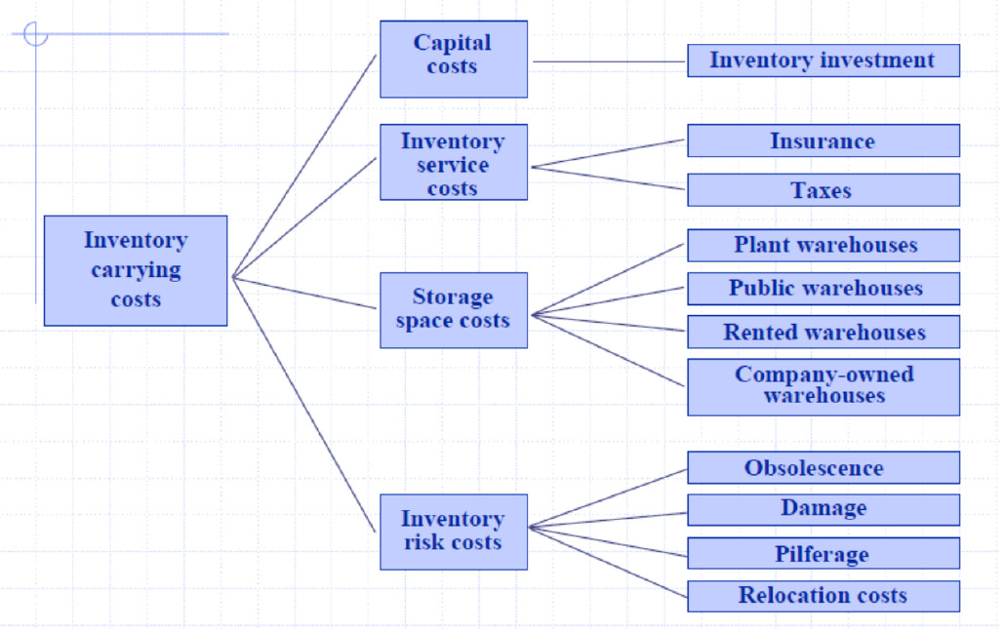 Capital
costs
Inventory investment
Inventory
service
costs
Insurance
Taxes
Inventory
carrying
costs
Storage
space costs
Plant warehouses
Public warehouses
Rented warehouses
Company-owned
warehouses
Inventory
risk costs
Obsolescence
Damage
Pilferage
Relocation costs